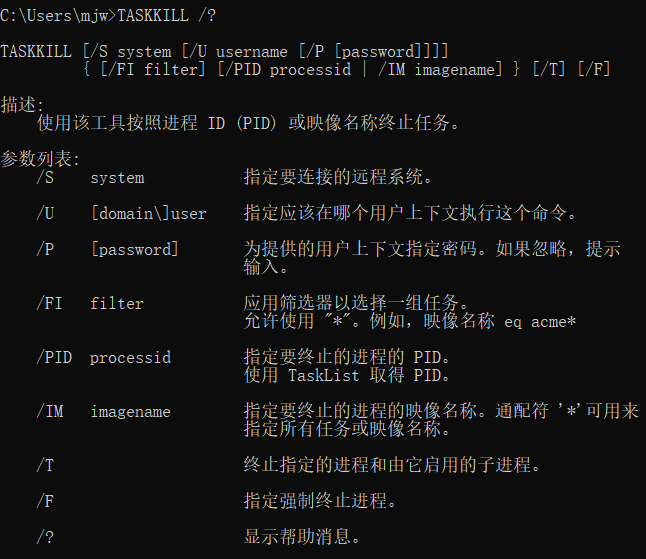 C:\Users\mjw>TASKKILL /?
TASKKILL [/S system [/U username [/P [password]]]]
{ [/FI filter] [/PID processid | /IM imagename] } [/T] [/F]
描述:
使用该工具按照进程 ID (PID) 或映像名称终止任务。
参数列表:
/S system 指定要连接的远程系统。
/U [domain\]user 指定应该在哪个用户上下文执行这个命令。
/P [password] 为提供的用户上下文指定密码。如果忽略，提示
输入。
/FI filter 应用筛选器以选择一组任务。
允许使用 "*"。例如，映像名称 eq acme*
/PID processid 指定要终止的进程的 PID。
使用 TaskList 取得 PID。
/IM imagename 指定要终止的进程的映像名称。通配符 '*'可用来
指定所有任务或映像名称。
/T 终止指定的进程和由它启用的子进程。
/F 指定强制终止进程。
/? 显示帮助消息。